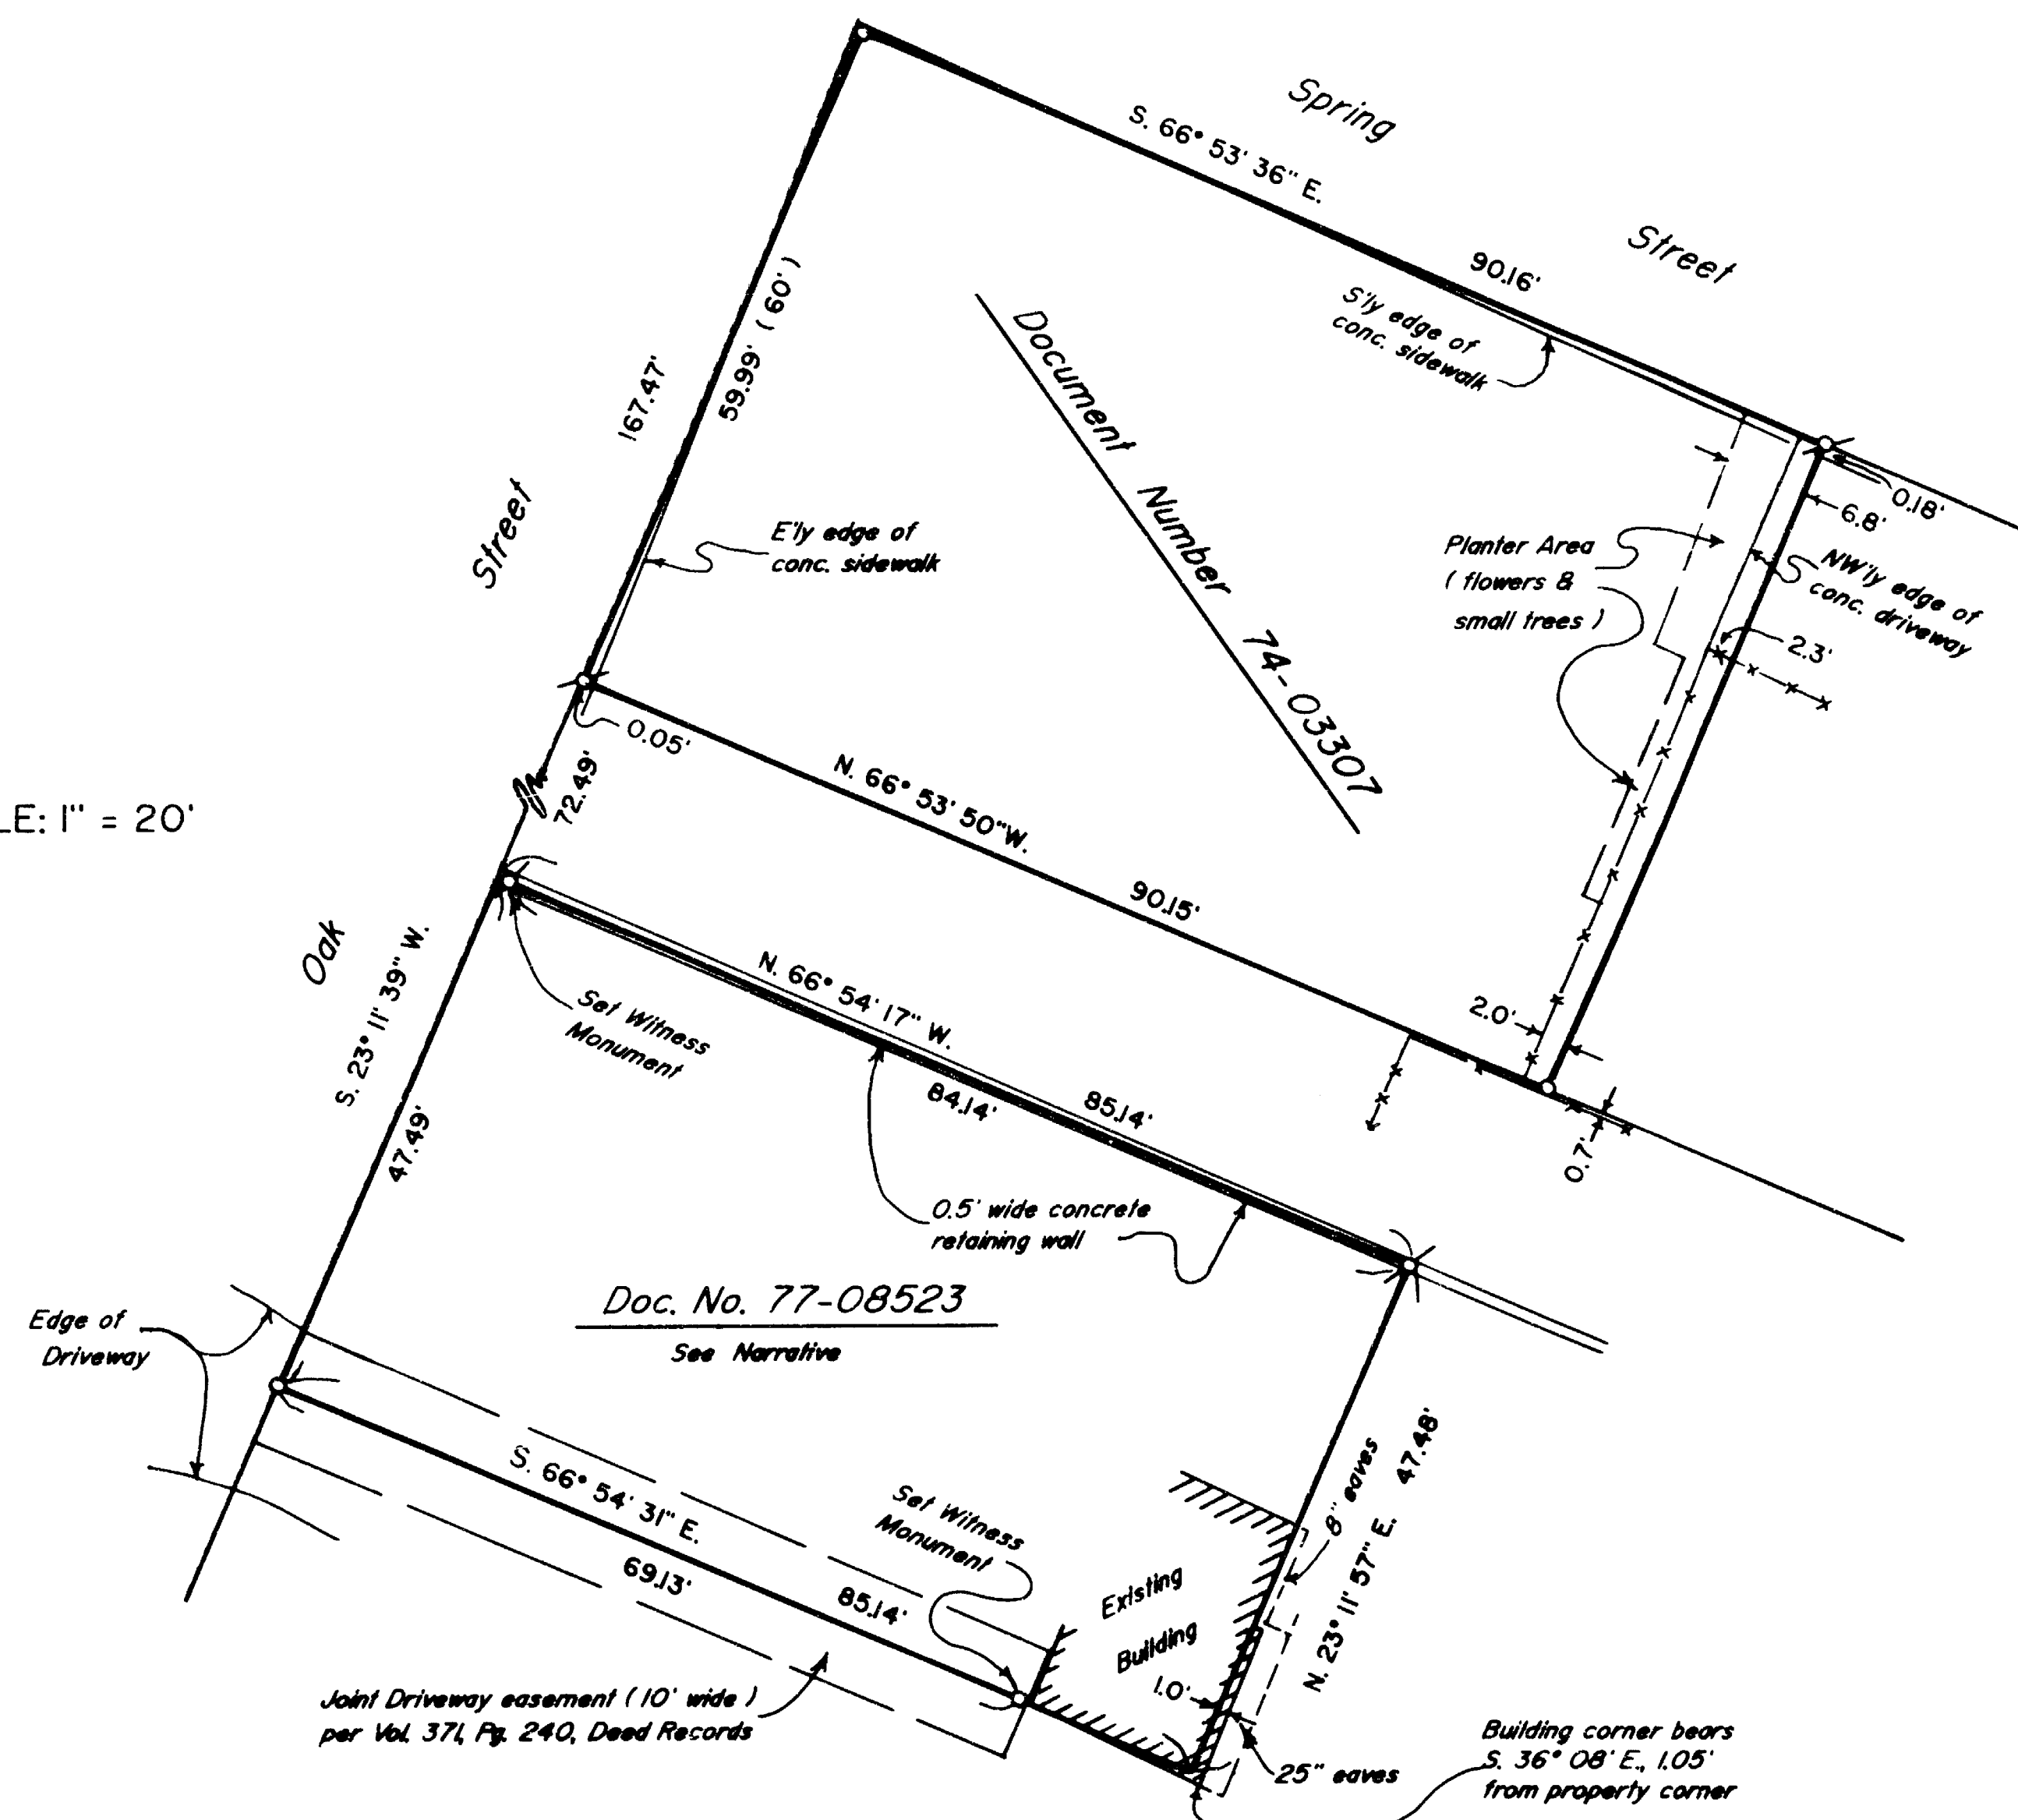 Spring
Street
S. 66° 53' 36" E.
90.16'
S'ly edge of
conc. sidewalk
167.47'
59.99' ( 60' )
Document Number 74-03307
0.18'
6.8'
Planter Area
( flowers &
small trees )
NW'ly edge of
conc. driveway
2.3'
Street
E'ly edge of
conc. sidewalk
0.05'
72.49'
LE: 1" = 20'
N. 66° 53' 50" W.
90.15'
2.0'
0.7'
Oak
S. 23° 11' 39" W.
47.49'
Set Witness
Monument
N. 66° 54' 17" W.
84.14'
85.14'
0.5' wide concrete
retaining wall
Doc. No. 77-08523
See Narrative
Edge of
Driveway
S. 66° 54' 31" E.
69.13'
85.14'
Set Witness
Monument
Existing
Building
1.0'
8" eaves
47.48'
N. 23° 11' 57" E.
25" eaves
Joint Driveway easement ( 10' wide )
per Vol. 371, Pg. 240, Deed Records
Building corner bears
S. 36° 08' E., 1.05'
from property corner